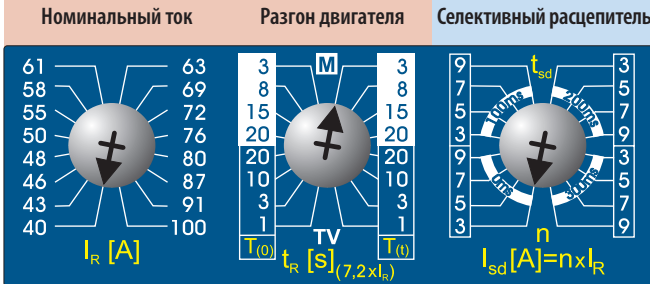 Номинальный ток
Разгон двигателя
Селективный расцепитель
61 63
58 69
55 72
50 76
48 80
46 87
43 91
40 100
I_R [A]
3 M 3
8 8
15 15
20 20
20 20
10 10
3 3
1 1
T(0) TV T(t)
t_R [s](7,2xI_R)
9 t_sd 3
7 5
5 100ms 200ms 7
3 9
9 3
7 0ms 300ms 5
5 7
3 9
n
I_sd[A]=nxI_R